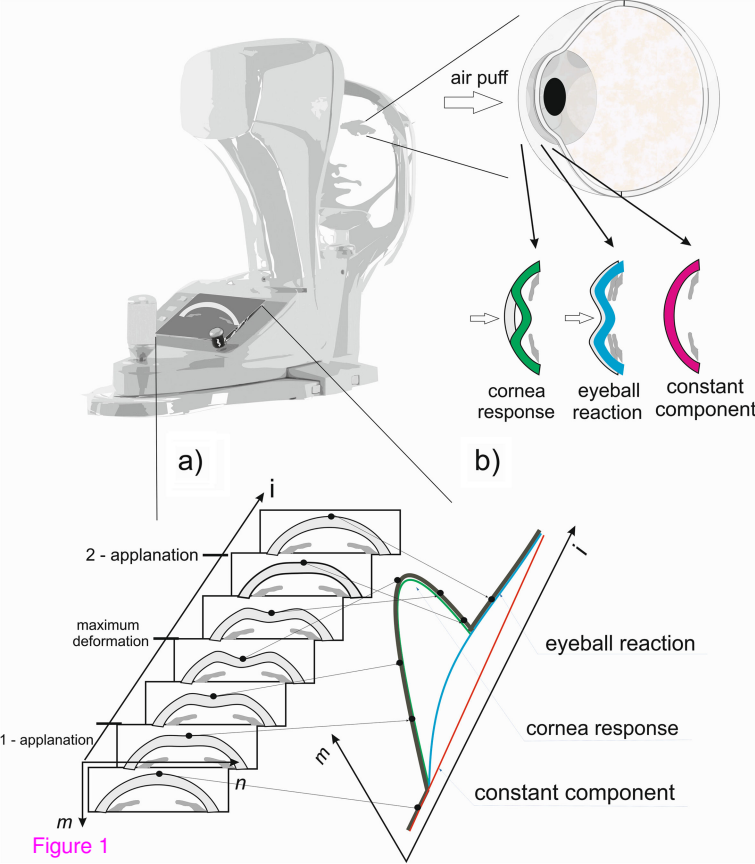 air puff
cornea
response
eyeball
reaction
constant
component
a)
b)
i
2 - applanation
maximum
deformation
1 - applanation
n
m
i
eyeball reaction
cornea response
m
constant component
Figure 1